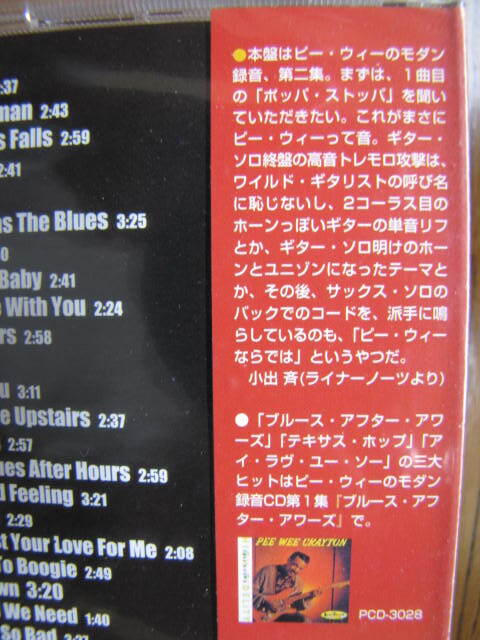 :37
man 2:43
s Falls 2:59
2:41
as The Blues 3:25
0
Baby 2:41
e With You 2:24
rs 2:58
u 3:11
e Upstairs 2:37
s 2:57
ues After Hours 2:59
d Feeling 3:21
2:29
st Your Love For Me 2:08
To Boogie 2:49
own 3:20
s We Need 1:40
So Bad 2:37
●本盤はピー・ウィーのモダン
録音、第二集。まずは、1曲目
の「ポッパ・ストッパ」を聞い
ていただきたい。これがまさに
ピー・ウィーって音。ギター・
ソロ終盤の高音トレモロ攻撃は、
ワイルド・ギタリストの呼び名
に恥じないし、2コーラス目の
ホーンっぽいギターの単音リフ
とか、ギター・ソロ明けのホー
ンとユニゾンになったテーマと
か、その後、サックス・ソロの
バックでのコードを、派手に鳴
らしているのも、「ピー・ウィー
ならでは」というやつだ。
小出 斉(ライナーノーツより)
●「ブルース・アフター・アワ
ーズ」「テキサス・ホップ」「ア
イ・ラヴ・ユー・ソー」の三大
ヒットはピー・ウィーのモダン
録音CD第1集『ブルース・アフ
ター・アワーズ』で。
PEE WEE CRAYTON
PCD-3028